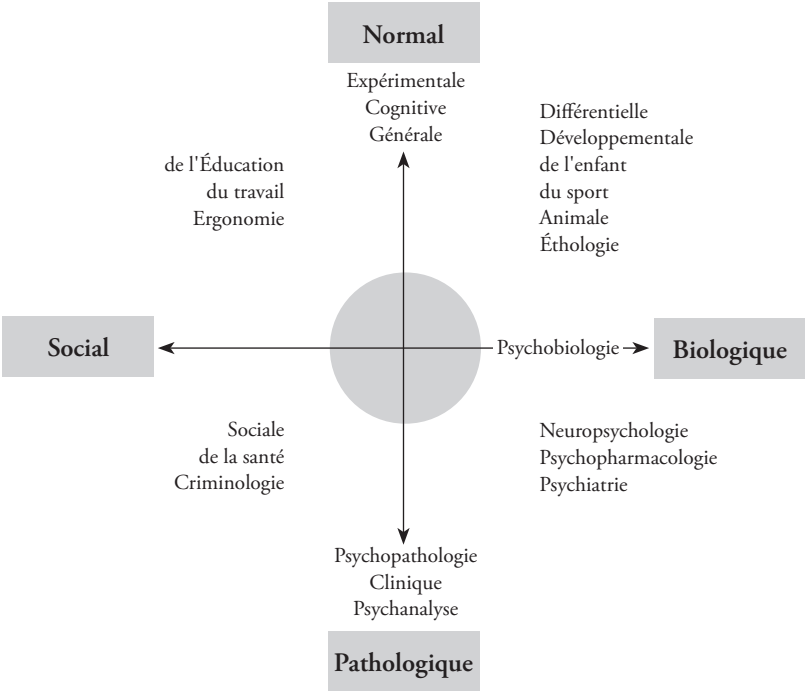 Normal
Expérimentale
Cognitive
Générale
de l'Éducation
du travail
Ergonomie
Différentielle
Développementale
de l'enfant
du sport
Animale
Éthologie
Social
Psychobiologie
Biologique
Sociale
de la santé
Criminologie
Neuropsychologie
Psychopharmacologie
Psychiatrie
Psychopathologie
Clinique
Psychanalyse
Pathologique